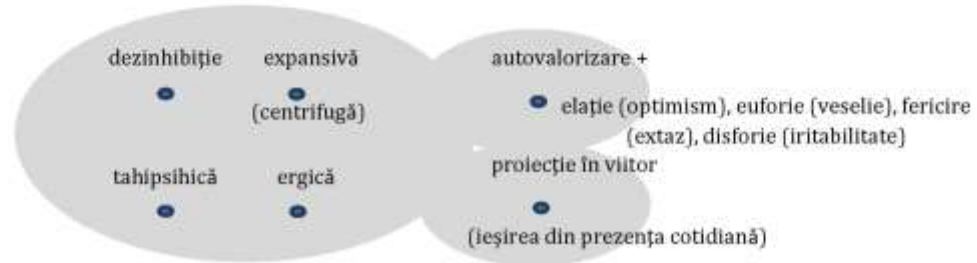 dezinhibiție expansivă autovalorizare +
elație (optimism), euforie (veselie), fericire
(centrifugă)
(extaz), disforie (iritabilitate)
proiecție în viitor
tahipsihică ergică
(ieșirea din prezența cotidiană)